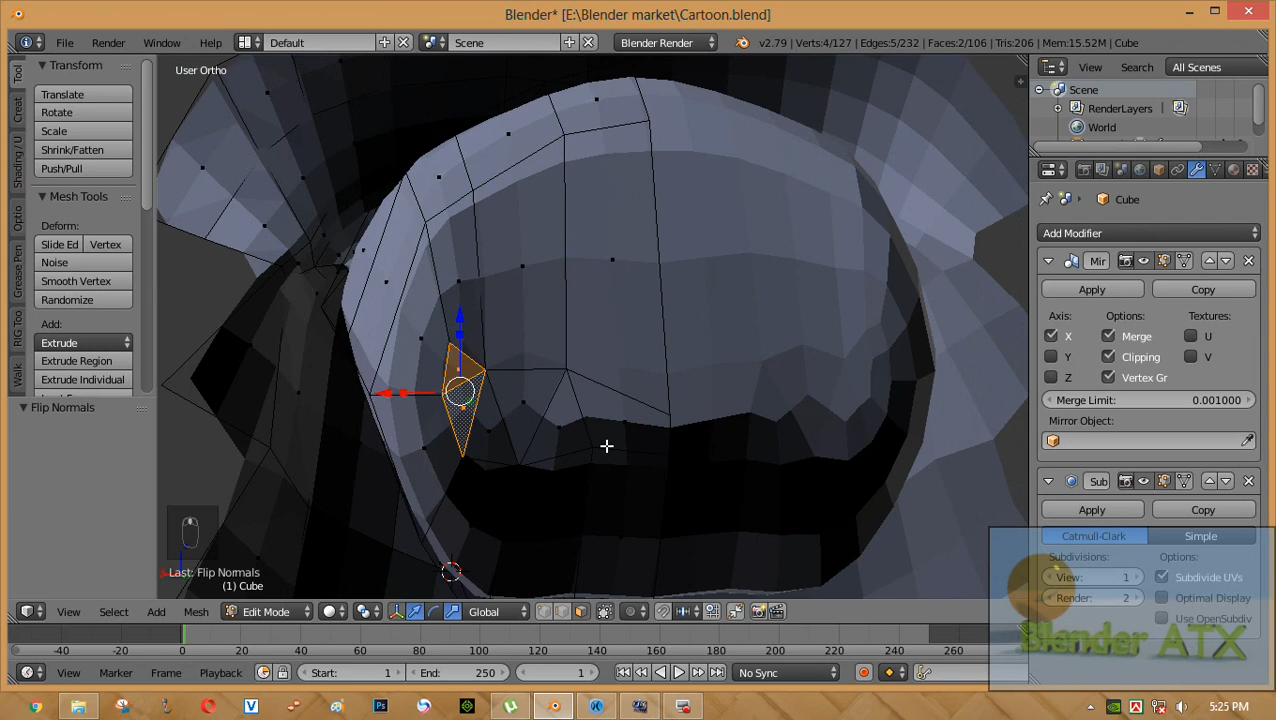 Blender* [E:\Blender market\Cartoon.blend]
File Render Window Help Default Scene Blender Render v2.79 | Verts:4/127 | Edges:5/232 | Faces:2/106 | Tris:206 | Mem:15.52M | Cube
Tool
Creat
Shading / U
Optio
Grease Pen
RIG Too
Walk
Transform
Translate
Rotate
Scale
Shrink/Fatten
Push/Pull
Mesh Tools
Deform:
Slide Ed Vertex
Noise
Smooth Vertex
Randomize
Add:
Extrude
Extrude Region
Extrude Individual
Flip Normals
User Ortho
Last: Flip Normals
(1) Cube
View Search All Scenes
Scene
RenderLayers
World
Cube
Add Modifier
Mir
Apply Copy
Axis: Options: Textures:
X Merge U
Y Clipping V
Z Vertex Gr
Merge Limit: 0.001000
Mirror Object:
Sub
Apply Copy
Catmull-Clark Simple
Subdivisions: Options:
View: 1 Subdivide UVs
Render: 2 Optimal Display
Use OpenSubdiv
Blender ATX
View Select Add Mesh Edit Mode Global
-40 -20 0 20 40 60 80 100 120 140 160 180 200 220 240 260
View Marker Frame Playback Start: 1 End: 250 1 No Sync
5:25 PM